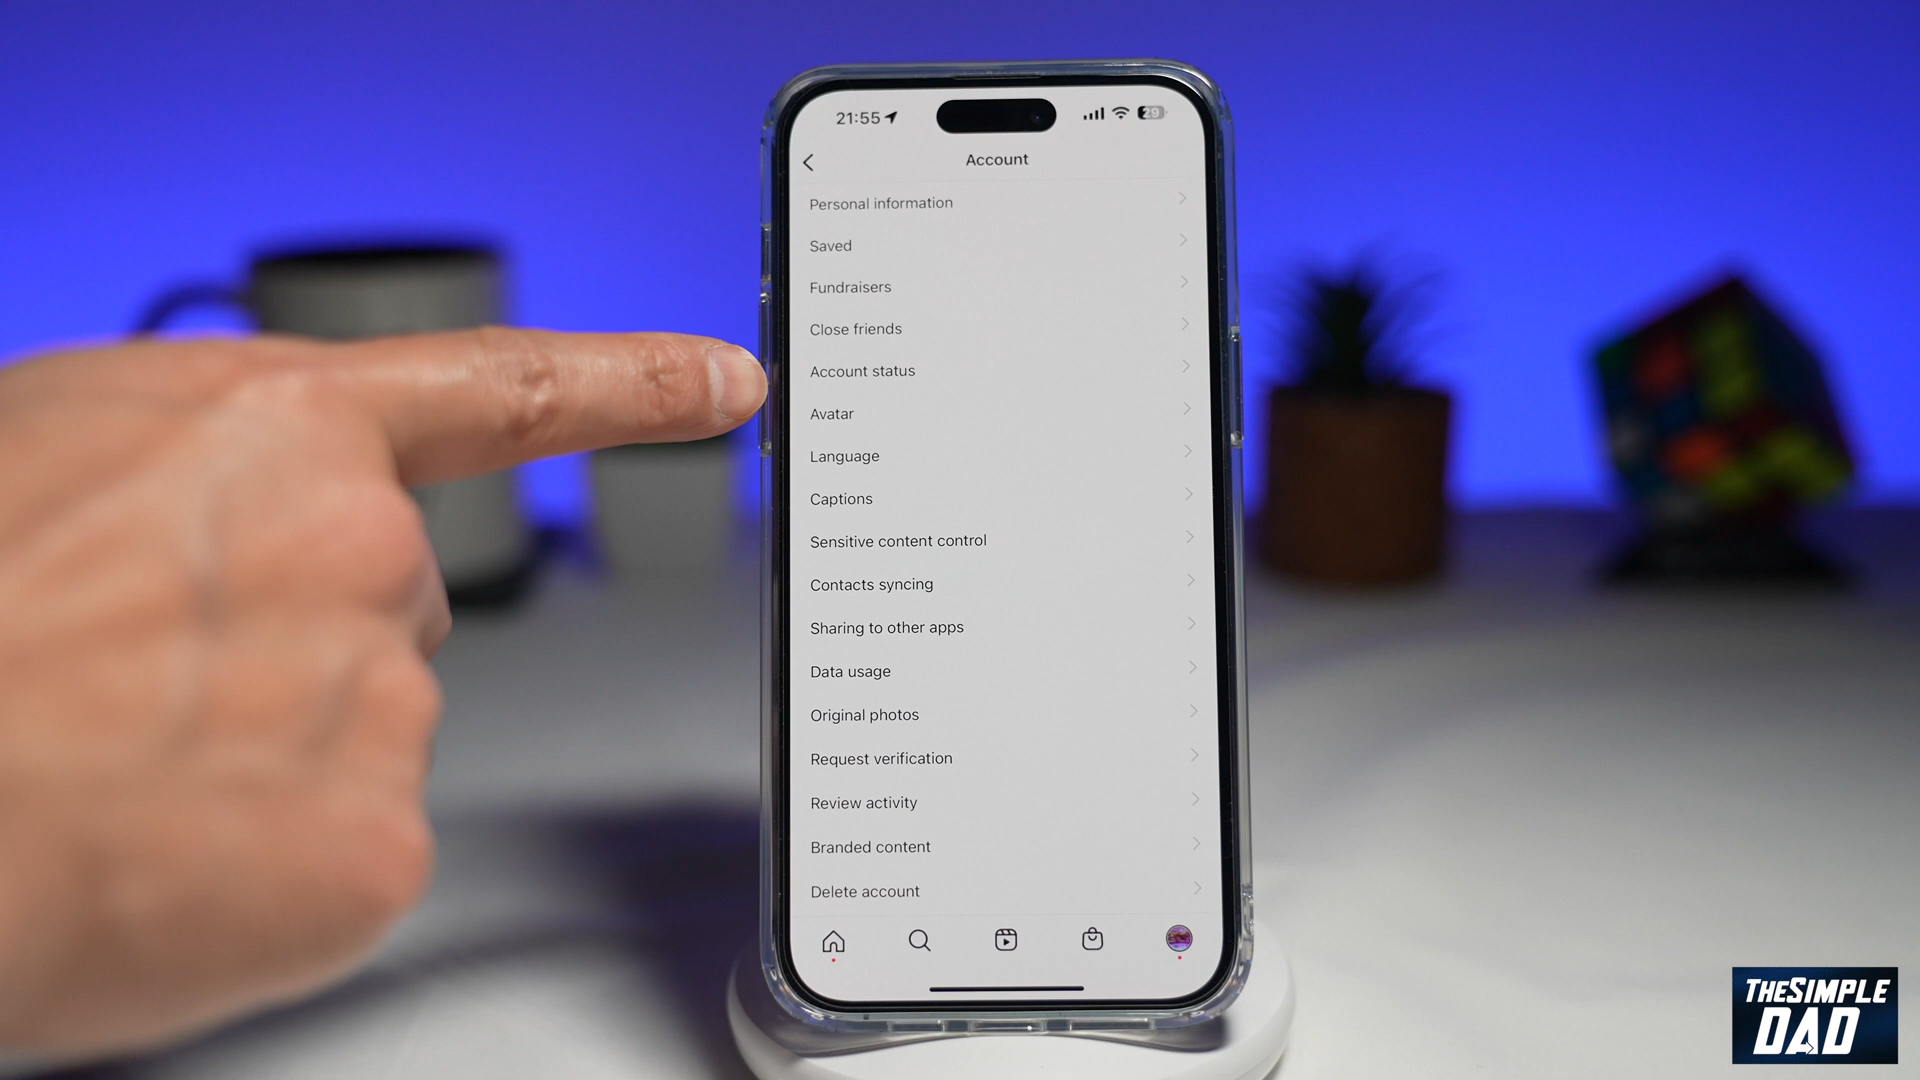 21:55
29
Account
Personal information
Saved
Fundraisers
Close friends
Account status
Avatar
Language
Captions
Sensitive content control
Contacts syncing
Sharing to other apps
Data usage
Original photos
Request verification
Review activity
Branded content
Delete account
THESIMPLE
DAD